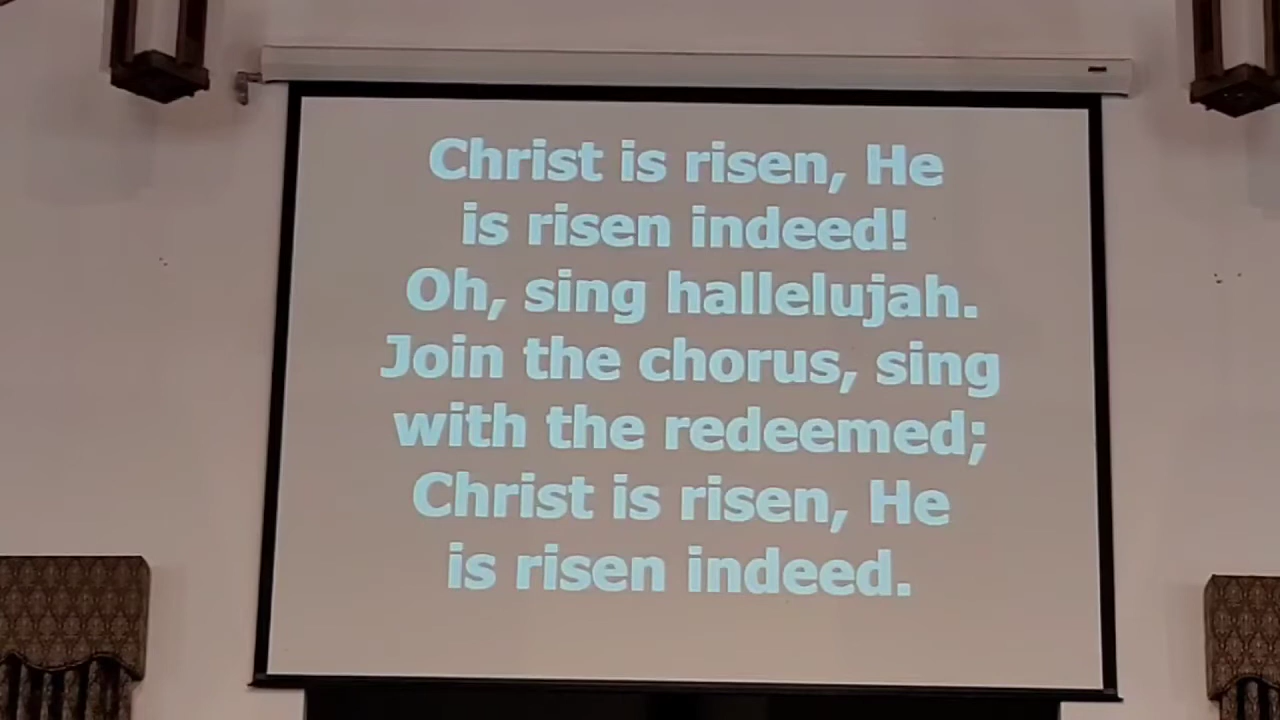 Christ is risen, He
is risen indeed!
Oh, sing hallelujah.
Join the chorus, sing
with the redeemed;
Christ is risen, He
is risen indeed.